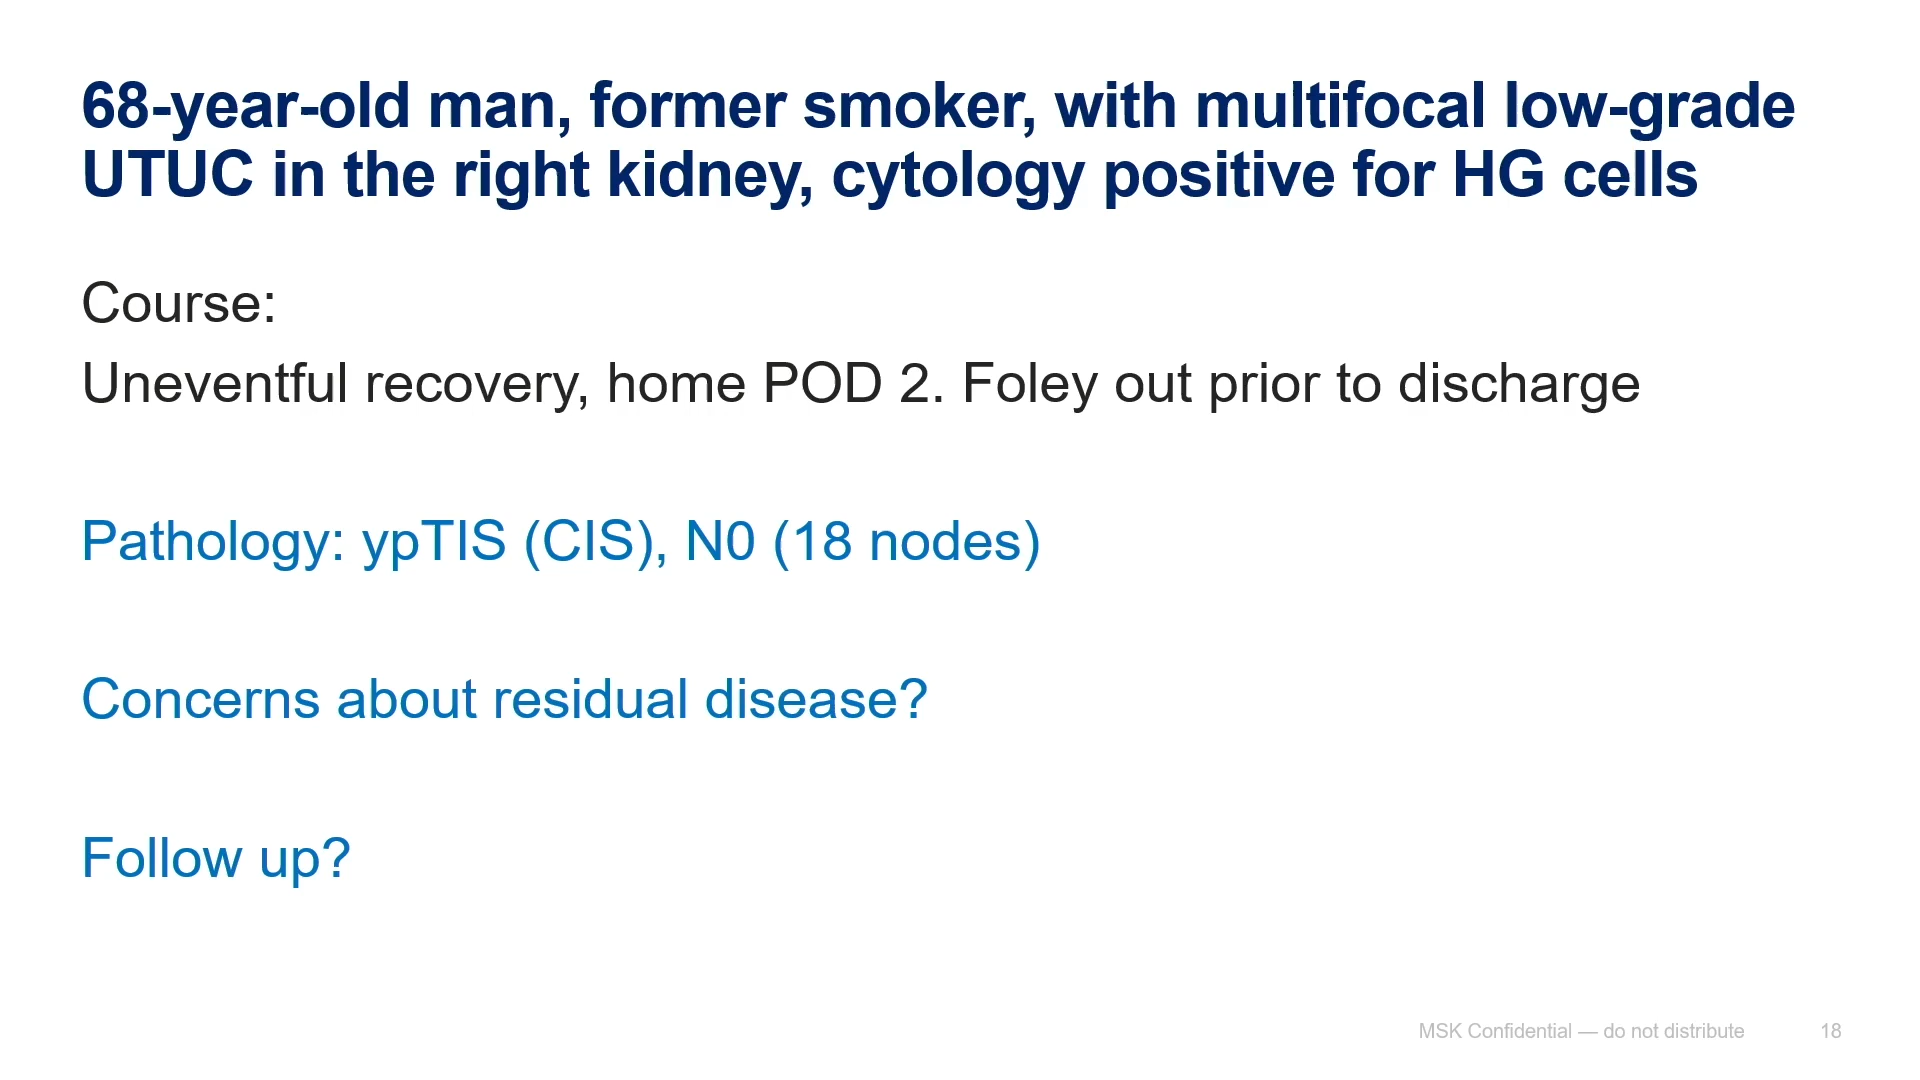 68-year-old man, former smoker, with multifocal low-grade
UTUC in the right kidney, cytology positive for HG cells
Course:
Uneventful recovery, home POD 2. Foley out prior to discharge
Pathology: ypTIS (CIS), N0 (18 nodes)
Concerns about residual disease?
Follow up?
MSK Confidential — do not distribute 18